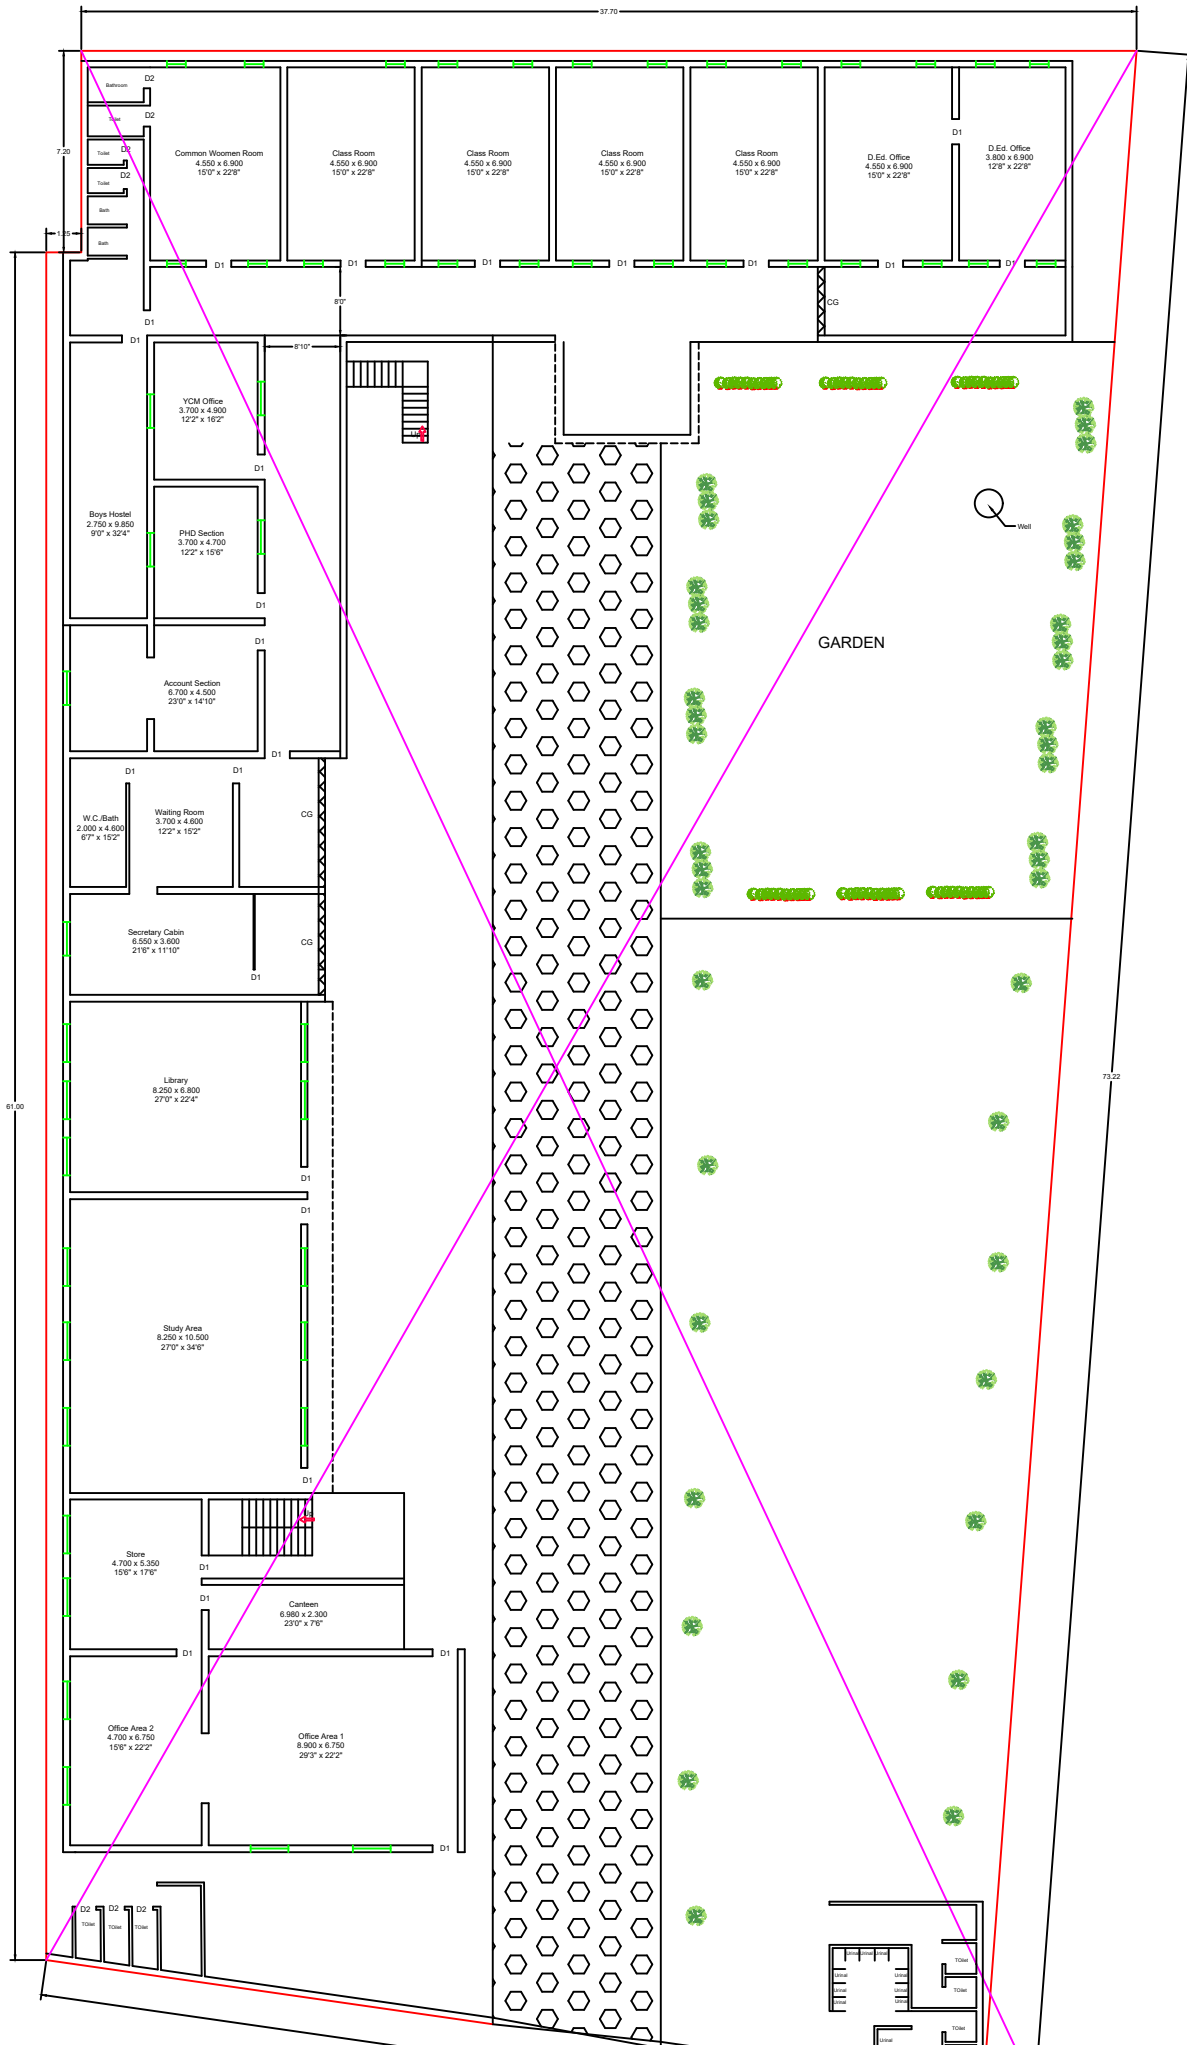 37.70
7.20
1.25
61.00
73.22
Bathroom
D2
Toilet
D2
Toilet
D2
Toilet
D2
Bath
Bath
Common Woomen Room
4.550 x 6.900
15'0" x 22'8"
Class Room
4.550 x 6.900
15'0" x 22'8"
Class Room
4.550 x 6.900
15'0" x 22'8"
Class Room
4.550 x 6.900
15'0" x 22'8"
Class Room
4.550 x 6.900
15'0" x 22'8"
D.Ed. Office
4.550 x 6.900
15'0" x 22'8"
D1
D.Ed. Office
3.800 x 6.900
12'8" x 22'8"
D1
D1
D1
D1
D1
D1
D1
CG
8'0"
D1
D1
8'10"
YCM Office
3.700 x 4.900
12'2" x 16'2"
Up
D1
Boys Hostel
2.750 x 9.850
9'0" x 32'4"
PHD Section
3.700 x 4.700
12'2" x 15'6"
D1
Well
GARDEN
D1
Account Section
6.700 x 4.500
23'0" x 14'10"
D1
D1
D1
W.C./Bath
2.000 x 4.600
6'7" x 15'2"
Waiting Room
3.700 x 4.600
12'2" x 15'2"
CG
Secretary Cabin
6.550 x 3.600
21'6" x 11'10"
CG
D1
Library
8.250 x 6.800
27'0" x 22'4"
D1
D1
Study Area
8.250 x 10.500
27'0" x 34'6"
D1
Up
Store
4.700 x 5.350
15'6" x 17'6"
D1
D1
Canteen
6.980 x 2.300
23'0" x 7'6"
D1
D1
Office Area 2
4.700 x 6.750
15'6" x 22'2"
Office Area 1
8.900 x 6.750
29'3" x 22'2"
D1
D2
D2
D2
TOilet
TOilet
TOilet
Urinal
Urinal
Urinal
TOilet
Urinal
Urinal
Urinal
Urinal
TOilet
Urinal
Urinal
TOilet
Urinal